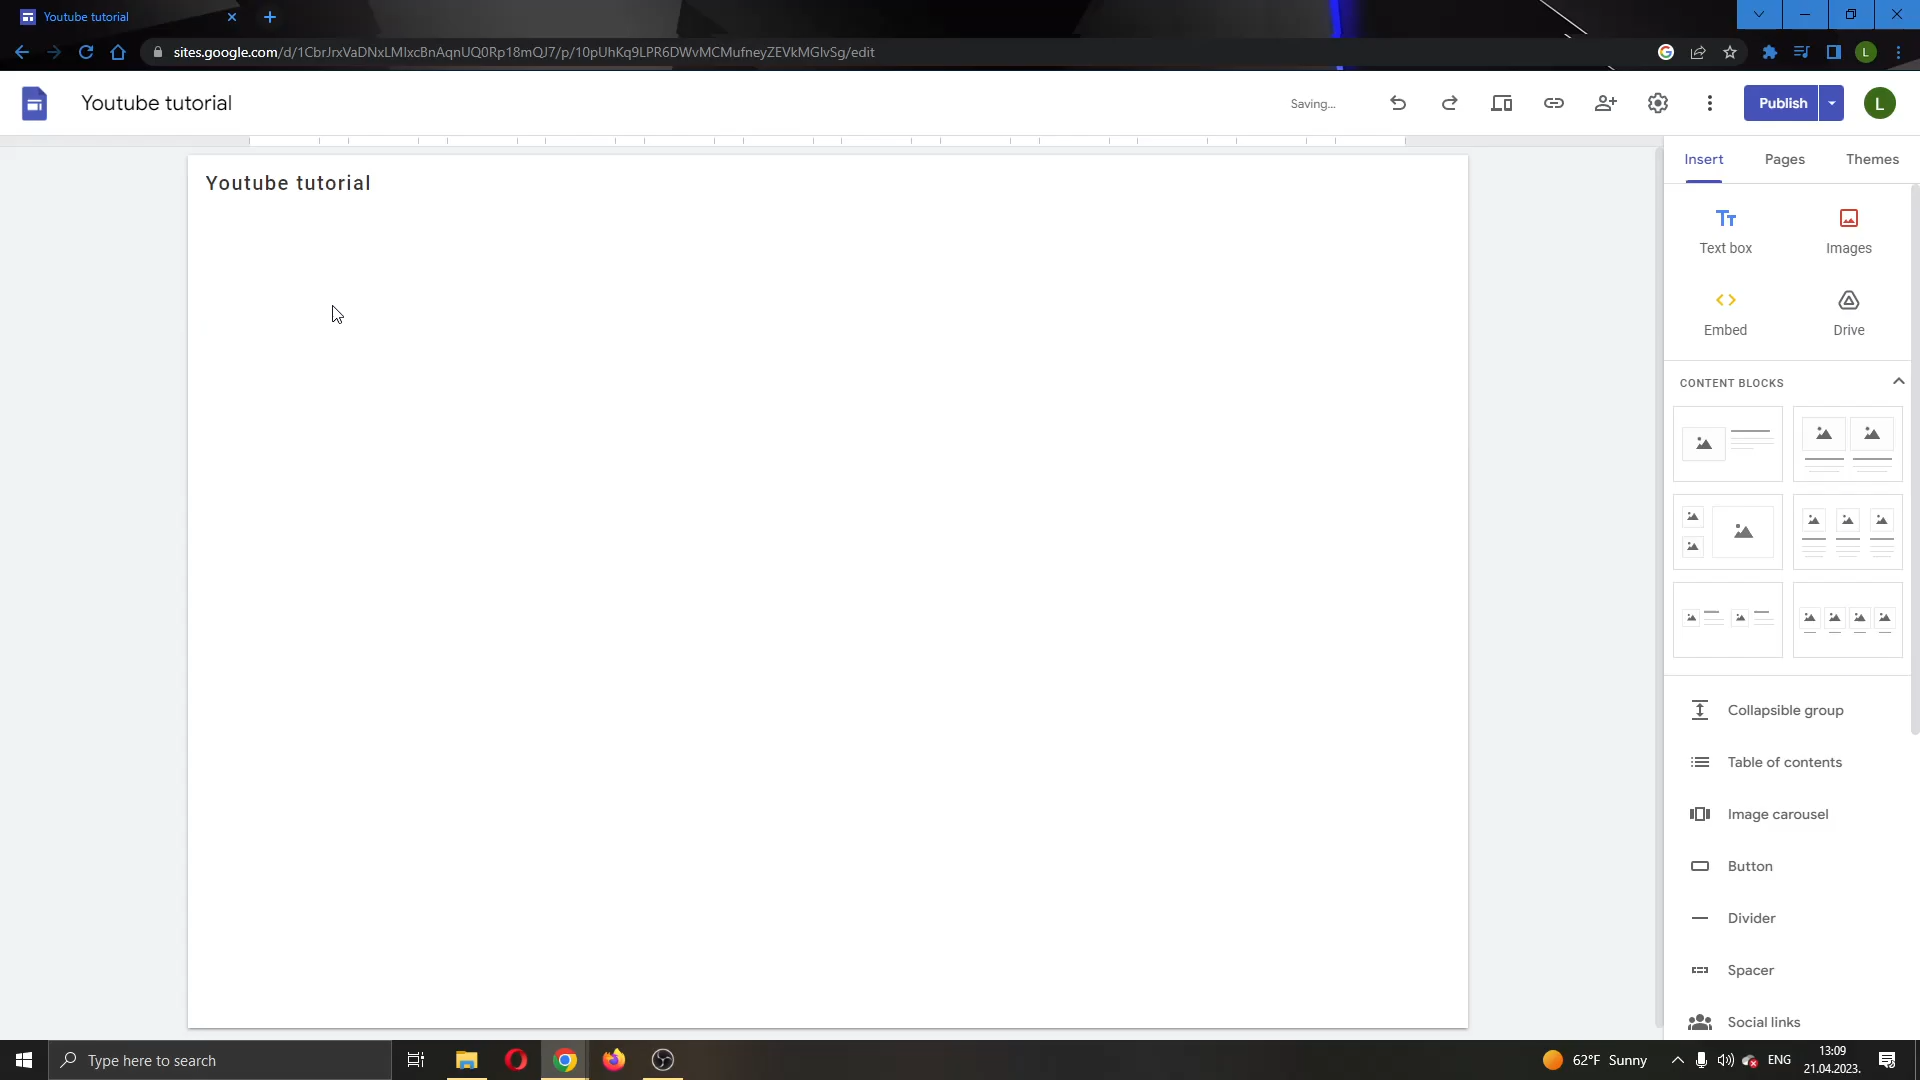 Youtube tutorial
sites.google.com/d/1CbrJrxVaDNxLMIxcBnAqnUQ0Rp18mQJ7/p/10pUhKq9LPR6DWvMCMufneyZEVkMGlvSg/edit
L
Youtube tutorial
Saving...
Publish
L
Youtube tutorial
Insert
Pages
Themes
Text box
Images
Embed
Drive
CONTENT BLOCKS
Collapsible group
Table of contents
Image carousel
Button
Divider
Spacer
Social links
Type here to search
62°F Sunny
ENG
13:09
21.04.2023.